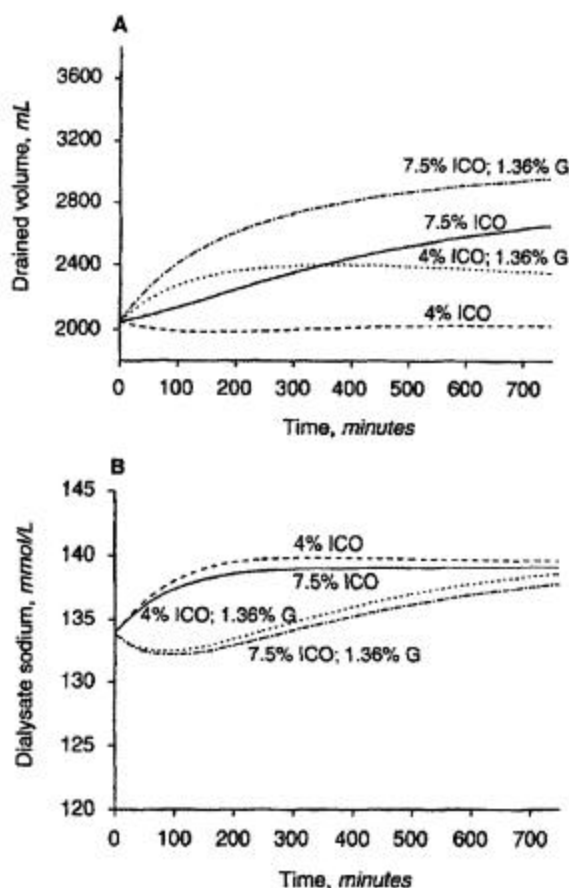 A
Drained volume, mL
3600
3200
2800
2400
2000
7.5% ICO; 1.36% G
7.5% ICO
4% ICO; 1.36% G
4% ICO
0 100 200 300 400 500 600 700
Time, minutes
B
Dialysate sodium, mmol/L
145
140
135
130
125
120
4% ICO
7.5% ICO
4% ICO; 1.36% G
7.5% ICO; 1.36% G
0 100 200 300 400 500 600 700
Time, minutes